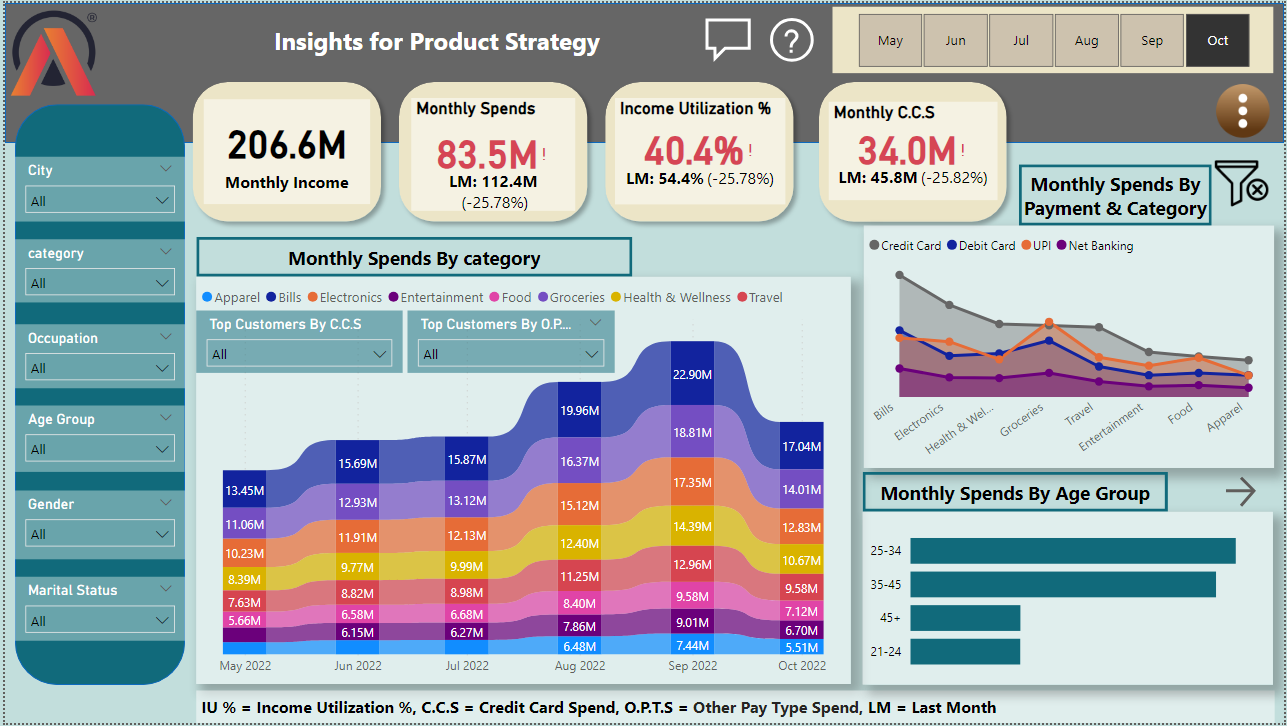 ®
Insights for Product Strategy
?
May Jun Jul Aug Sep Oct
206.6M
Monthly Income
Monthly Spends
83.5M!
LM: 112.4M
(-25.78%)
Income Utilization %
40.4%!
LM: 54.4% (-25.78%)
Monthly C.C.S
34.0M!
LM: 45.8M (-25.82%)
City
All
category
All
Occupation
All
Age Group
All
Gender
All
Marital Status
All
Monthly Spends By category
Apparel Bills Electronics Entertainment Food Groceries Health & Wellness Travel
Top Customers By C.C.S
All
Top Customers By O.P....
All
13.45M
11.06M
10.23M
8.39M
7.63M
5.66M
May 2022
15.69M
12.93M
11.91M
9.77M
8.82M
6.58M
6.15M
Jun 2022
15.87M
13.12M
12.13M
9.99M
8.98M
6.68M
6.27M
Jul 2022
19.96M
16.37M
15.12M
12.40M
11.25M
8.40M
7.86M
6.48M
Aug 2022
22.90M
18.81M
17.35M
14.39M
12.96M
9.58M
9.01M
7.44M
Sep 2022
17.04M
14.01M
12.83M
10.67M
9.58M
7.12M
6.70M
5.51M
Oct 2022
Monthly Spends By
Payment & Category
Credit Card Debit Card UPI Net Banking
Bills
Electronics
Health & Wel...
Groceries
Travel
Entertainment
Food
Apparel
Monthly Spends By Age Group
25-34
35-45
45+
21-24
IU % = Income Utilization %, C.C.S = Credit Card Spend, O.P.T.S = Other Pay Type Spend, LM = Last Month